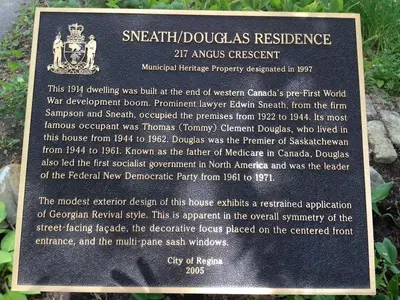 SNEATH/DOUGLAS RESIDENCE
217 ANGUS CRESCENT
Municipal Heritage Property designated in 1997
This 1914 dwelling was built at the end of western Canada's pre-First World
War development boom. Prominent lawyer Edwin Sneath, from the firm
Sampson and Sneath, occupied the premises from 1922 to 1944. Its most
famous occupant was Thomas (Tommy) Clement Douglas, who lived in
this house from 1944 to 1962. Douglas was the Premier of Saskatchewan
from 1944 to 1961. Known as the father of Medicare in Canada, Douglas
also led the first socialist government in North America and was the leader
of the Federal New Democratic Party from 1961 to 1971.
The modest exterior design of this house exhibits a restrained application
of Georgian Revival style. This is apparent in the overall symmetry of the
street-facing façade, the decorative focus placed on the centered front
entrance, and the multi-pane sash windows.
City of Regina
2005